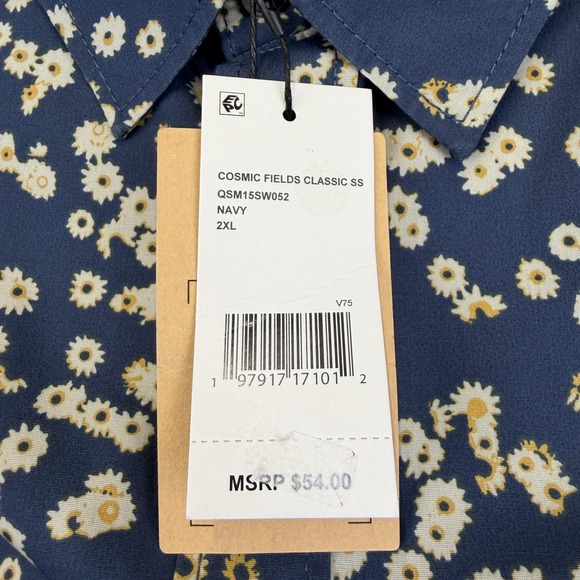 COSMIC FIELDS CLASSIC SS
QSM15SW052
NAVY
2XL
V75
1 97917 17101 2
MSRP $54.00